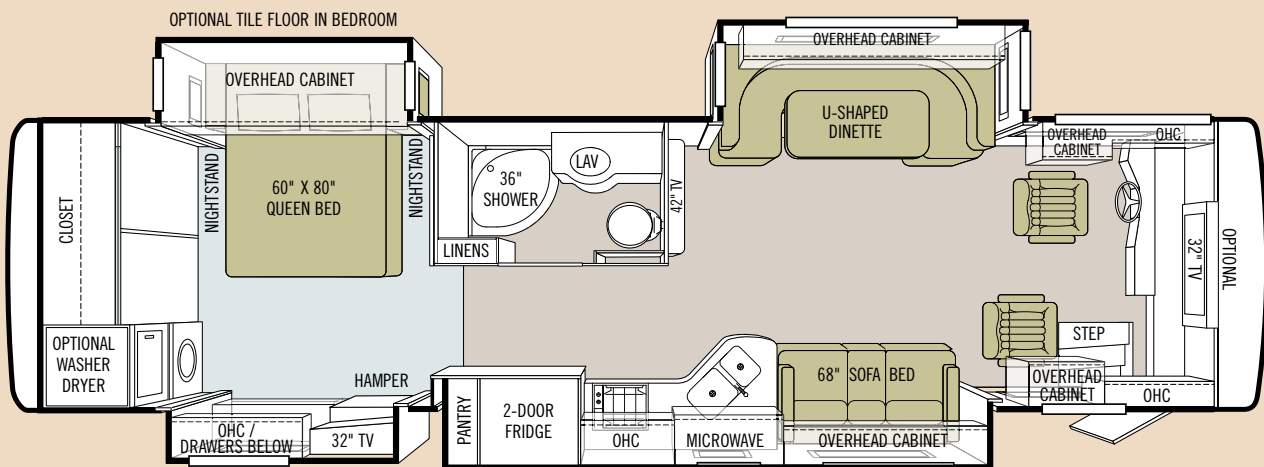 OPTIONAL TILE FLOOR IN BEDROOM
OVERHEAD CABINET
OVERHEAD CABINET
U-SHAPED
DINETTE
OVERHEAD
CABINET
OHC
CLOSET
NIGHTSTAND
60" X 80"
QUEEN BED
NIGHTSTAND
36"
SHOWER
LAV
LINENS
42" TV
32" TV
OPTIONAL
STEP
OVERHEAD
CABINET
OHC
OPTIONAL
WASHER
DRYER
HAMPER
OHC /
DRAWERS BELOW
32" TV
PANTRY
2-DOOR
FRIDGE
OHC
MICROWAVE
68" SOFA BED
OVERHEAD CABINET